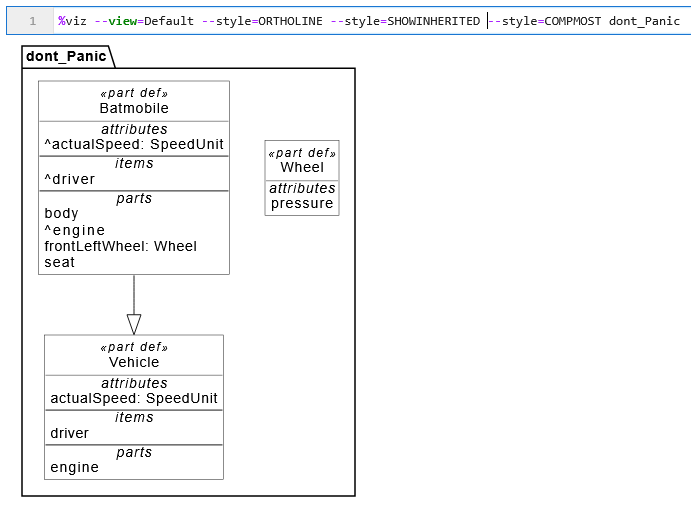 1 %viz --view=Default --style=ORTHOLINE --style=SHOWINHERITED --style=COMPMOST dont_Panic
dont_Panic
«part def»
Batmobile
attributes
^actualSpeed: SpeedUnit
items
^driver
parts
body
^engine
frontLeftWheel: Wheel
seat
«part def»
Wheel
attributes
pressure
«part def»
Vehicle
attributes
actualSpeed: SpeedUnit
items
driver
parts
engine